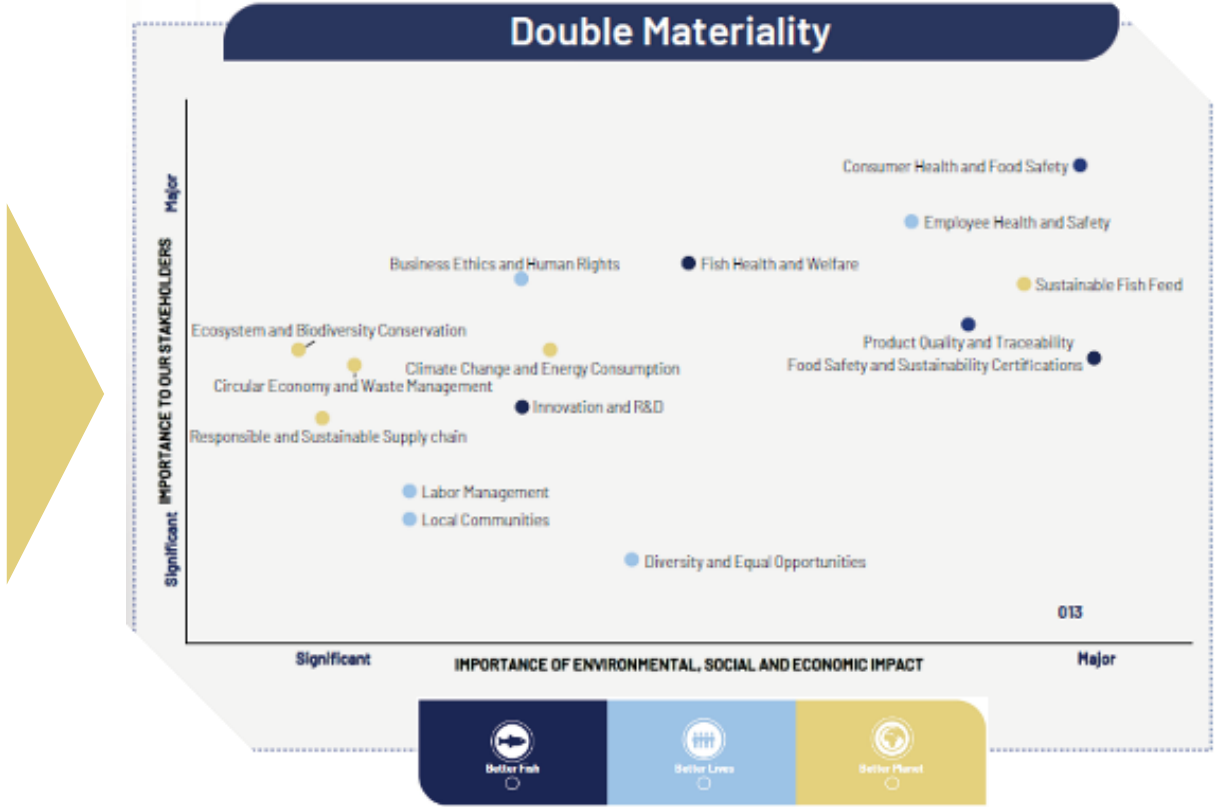 Double Materiality
Major
IMPORTANCE TO OUR STAKEHOLDERS
Significant
Consumer Health and Food Safety
Employee Health and Safety
Business Ethics and Human Rights
Fish Health and Welfare
Sustainable Fish Feed
Ecosystem and Biodiversity Conservation
Product Quality and Traceability
Food Safety and Sustainability Certifications
Climate Change and Energy Consumption
Circular Economy and Waste Management
Innovation and R&D
Responsible and Sustainable Supply chain
Labor Management
Local Communities
Diversity and Equal Opportunities
013
Significant
IMPORTANCE OF ENVIRONMENTAL, SOCIAL AND ECONOMIC IMPACT
Major
Better Fish
Better Lives
Better Planet